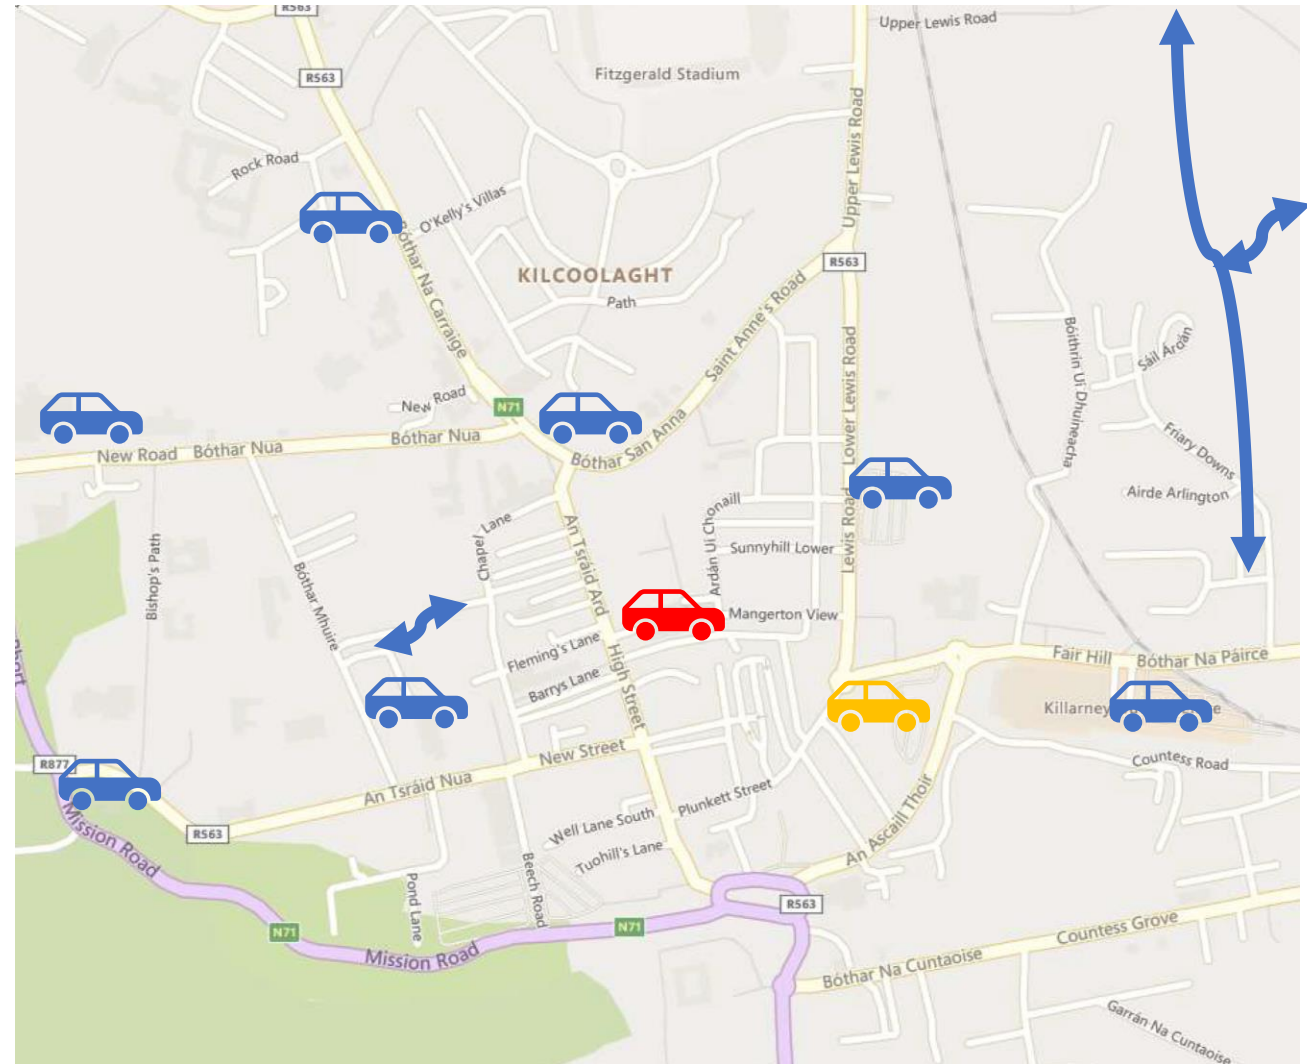 R563
Upper Lewis Road
Fitzgerald Stadium
R563
Upper Lewis Road
Rock Road
O'Kelly's Villas
Bóthar Na Carraige
KILCOOLAGHT
R563
Path
Saint Anne's Road
Lower Lewis Road
Bóithrin Uí Dhuineacha
Sáil Árdán
New Road
N71
Bóthar Nua
Bóthar San Anna
New Road
Bóthar Nua
Friary Downs
Airde Arlington
Chapel Lane
An Tsráid Ard
Ardán Uí Chonaill
Lewis Road
Sunnyhill Lower
Bishop's Path
Bóthar Mhuire
Mangerton View
Fleming's Lane
High Street
Fair Hill
Bóthar Na Páirce
Barrys Lane
Killarney
New Street
An Tsráid Nua
R877
Countess Road
Plunkett Street
Well Lane South
Tuohill's Lane
An Ascaill Thoir
R563
Mission Road
Pond Lane
Beech Road
R563
N71
N71
Mission Road
Countess Grove
Bóthar Na Cuntaoise
Garrán Na Cuntaoise